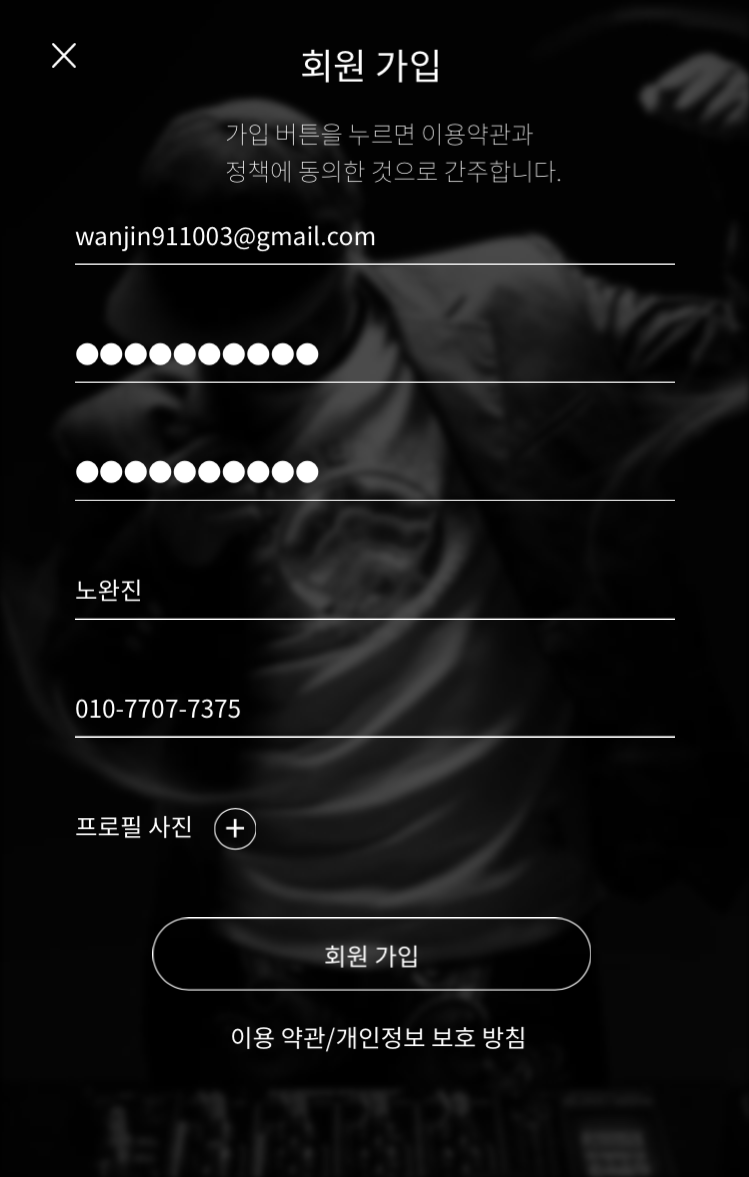 회원 가입
가입 버튼을 누르면 이용약관과
정책에 동의한 것으로 간주합니다.
wanjin911003@gmail.com
●●●●●●●●●●
●●●●●●●●●●
노완진
010-7707-7375
프로필 사진 +
회원 가입
이용 약관/개인정보 보호 방침